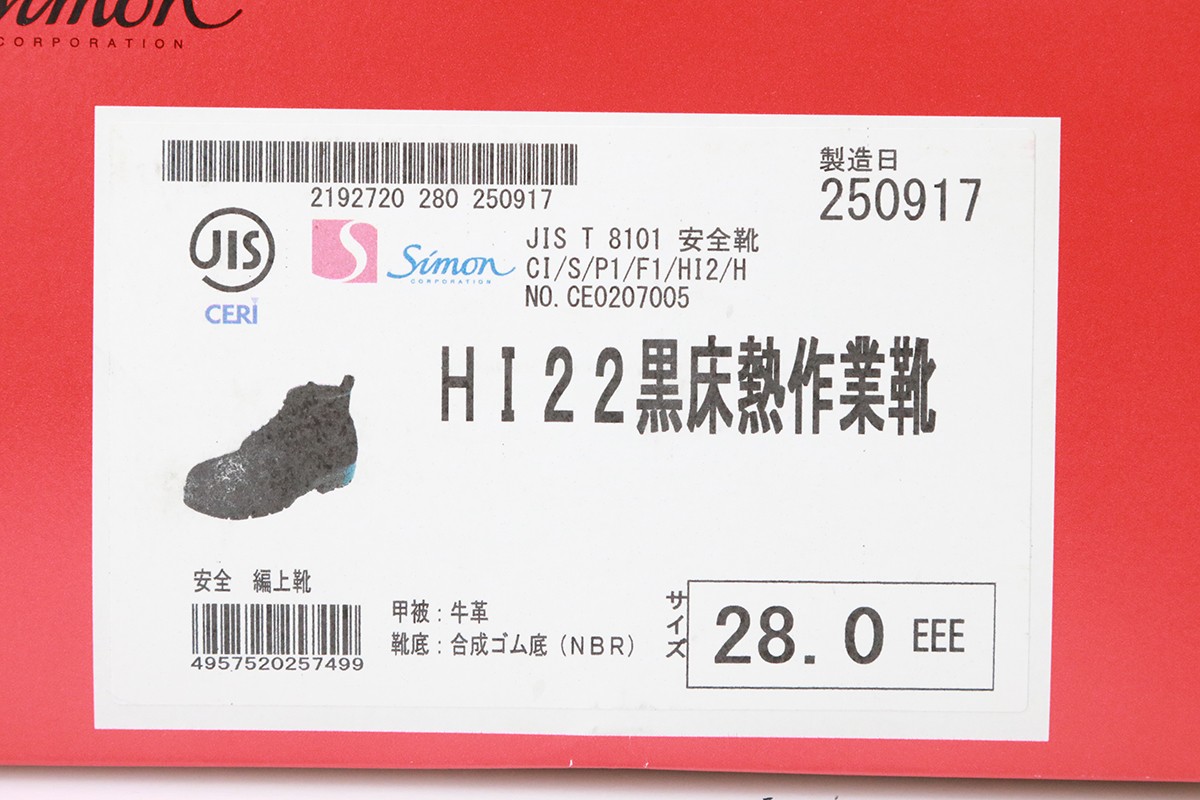 Simon
CORPORATION
製造日
250917
2192720 280 250917
JIS
CERI
S
Simon
CORPORATION
JIS T 8101 安全靴
CI/S/P1/F1/HI2/H
NO. CE0207005
HI22黒床熱作業靴
安全 編上靴
4957520257499
甲被:牛革
靴底:合成ゴム底(NBR)
サイズ
28.0 EEE